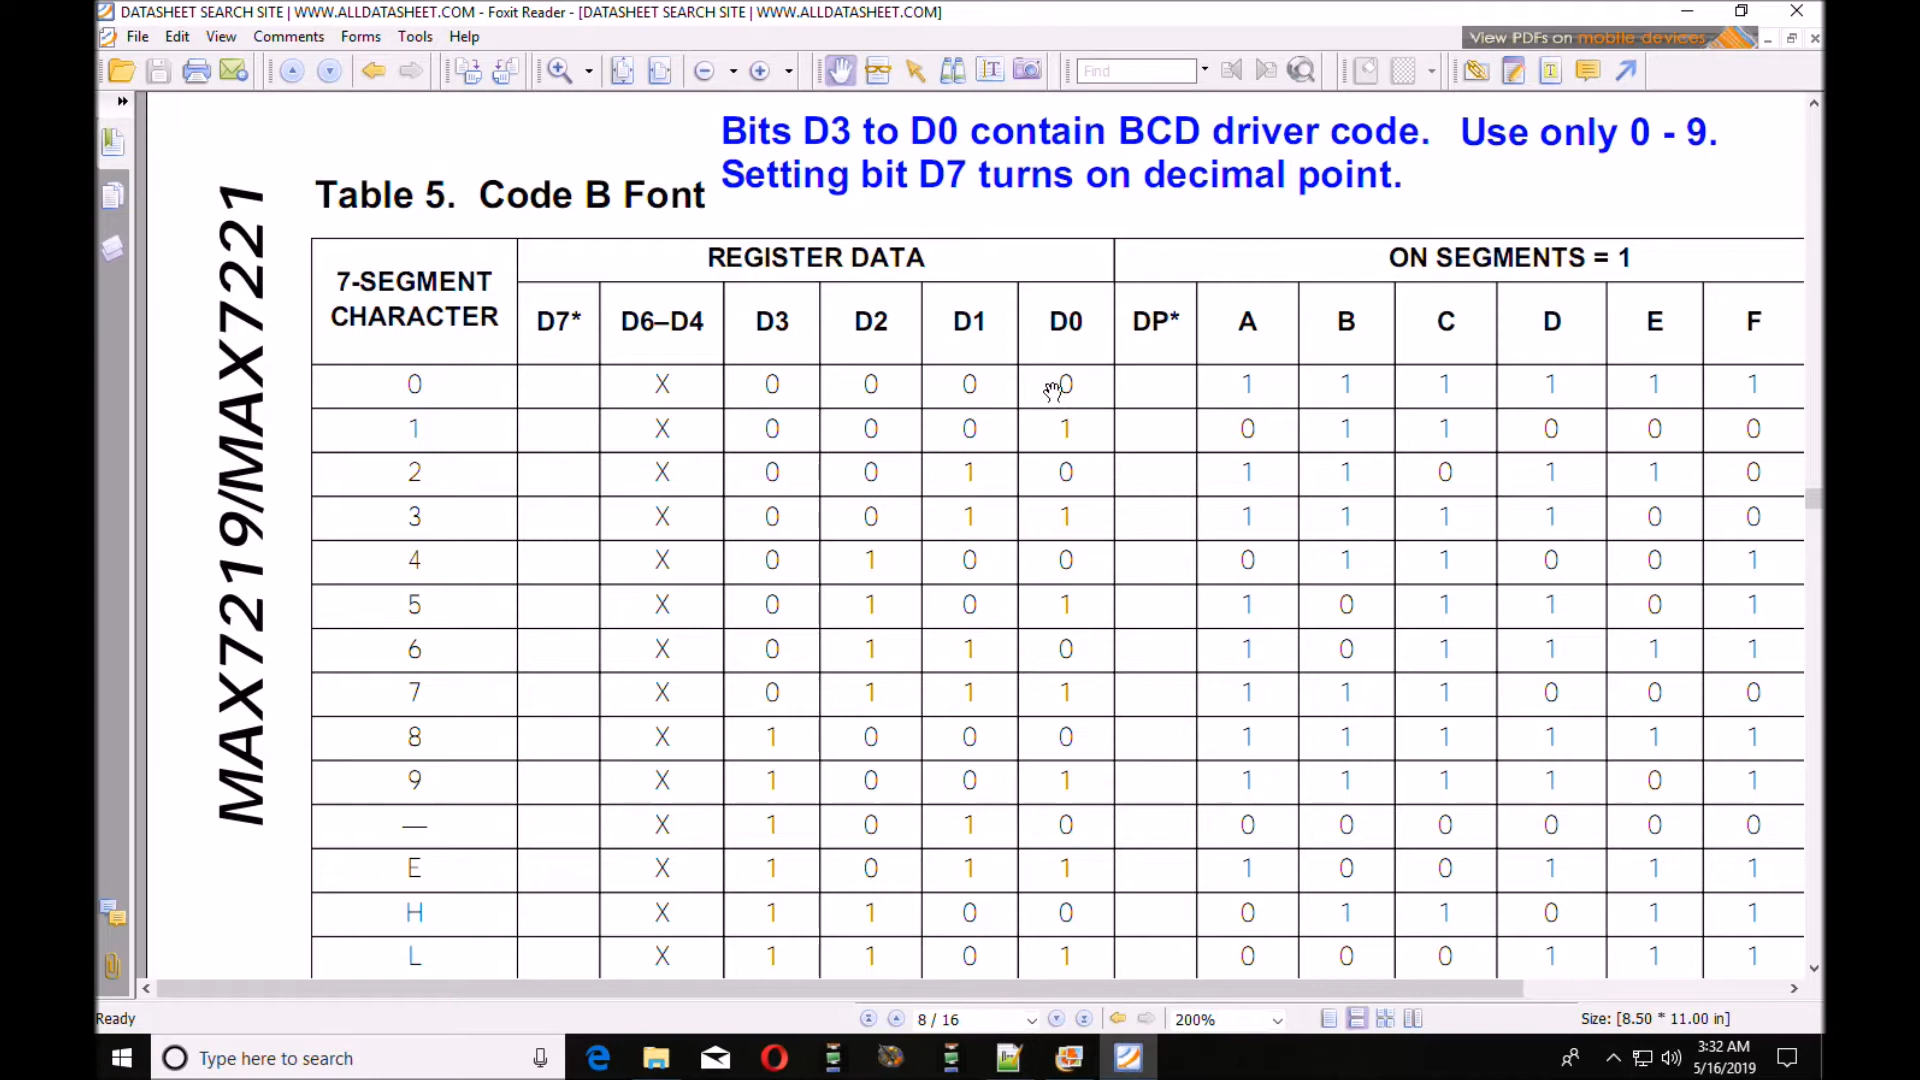 DATASHEET SEARCH SITE | WWW.ALLDATASHEET.COM - Foxit Reader - [DATASHEET SEARCH SITE | WWW.ALLDATASHEET.COM]
File Edit View Comments Forms Tools Help
View PDFs on mobile devices
Find
Bits D3 to D0 contain BCD driver code. Use only 0 - 9.
Setting bit D7 turns on decimal point.
MAX7219/MAX7221
Table 5. Code B Font
7-SEGMENT CHARACTER REGISTER DATA ON SEGMENTS = 1
D7* D6–D4 D3 D2 D1 D0 DP* A B C D E F
0 X 0 0 0 0 1 1 1 1 1 1
1 X 0 0 0 1 0 1 1 0 0 0
2 X 0 0 1 0 1 1 0 1 1 0
3 X 0 0 1 1 1 1 1 1 0 0
4 X 0 1 0 0 0 1 1 0 0 1
5 X 0 1 0 1 1 0 1 1 0 1
6 X 0 1 1 0 1 0 1 1 1 1
7 X 0 1 1 1 1 1 1 0 0 0
8 X 1 0 0 0 1 1 1 1 1 1
9 X 1 0 0 1 1 1 1 1 0 1
— X 1 0 1 0 0 0 0 0 0 0
E X 1 0 1 1 1 0 0 1 1 1
H X 1 1 0 0 0 1 1 0 1 1
L X 1 1 0 1 0 0 0 1 1 1
Ready
8 / 16
200%
Size: [8.50 * 11.00 in]
Type here to search
3:32 AM
5/16/2019